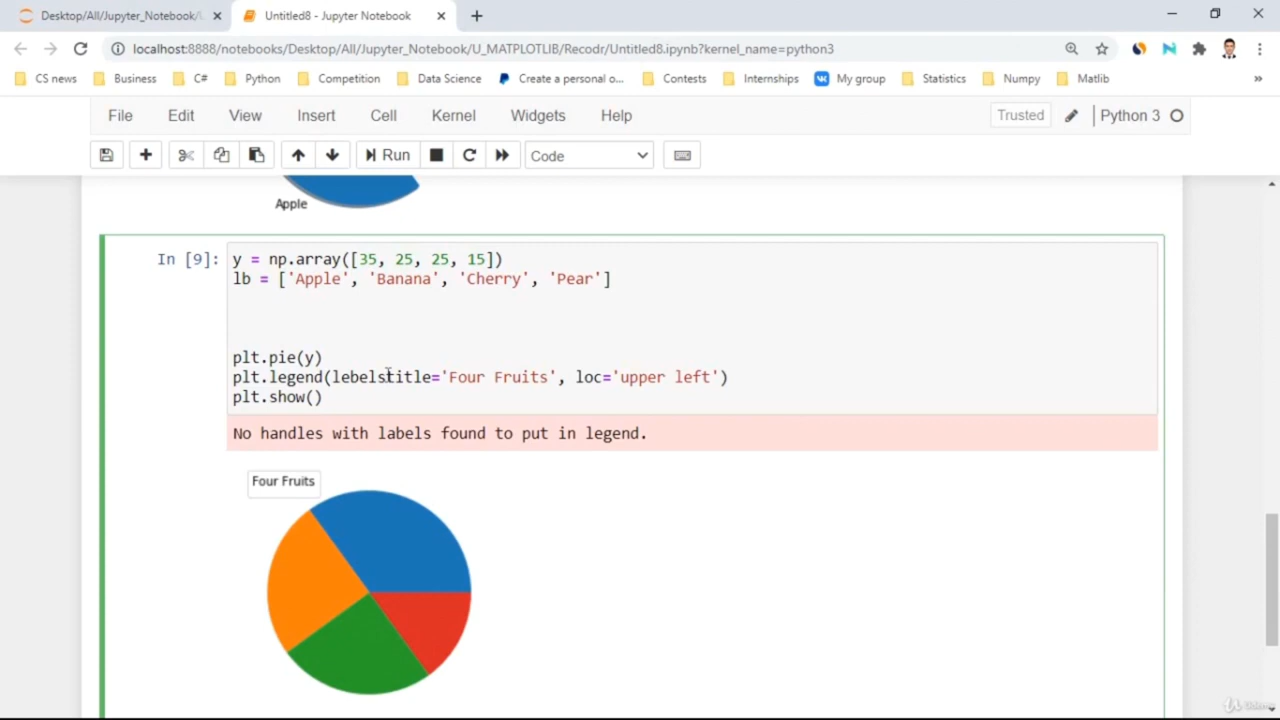 Desktop/All/Jupyter_Notebook/
Untitled8 - Jupyter Notebook
localhost:8888/notebooks/Desktop/All/Jupyter_Notebook/U_MATPLOTLIB/Recodr/Untitled8.ipynb?kernel_name=python3
CS news Business C# Python Competition Data Science Create a personal o... Contests Internships My group Statistics Numpy Matlib »
File Edit View Insert Cell Kernel Widgets Help Trusted Python 3
Run Code
Apple
In [9]: y = np.array([35, 25, 25, 15])
lb = ['Apple', 'Banana', 'Cherry', 'Pear']
plt.pie(y)
plt.legend(lebelstitle='Four Fruits', loc='upper left')
plt.show()
No handles with labels found to put in legend.
Four Fruits